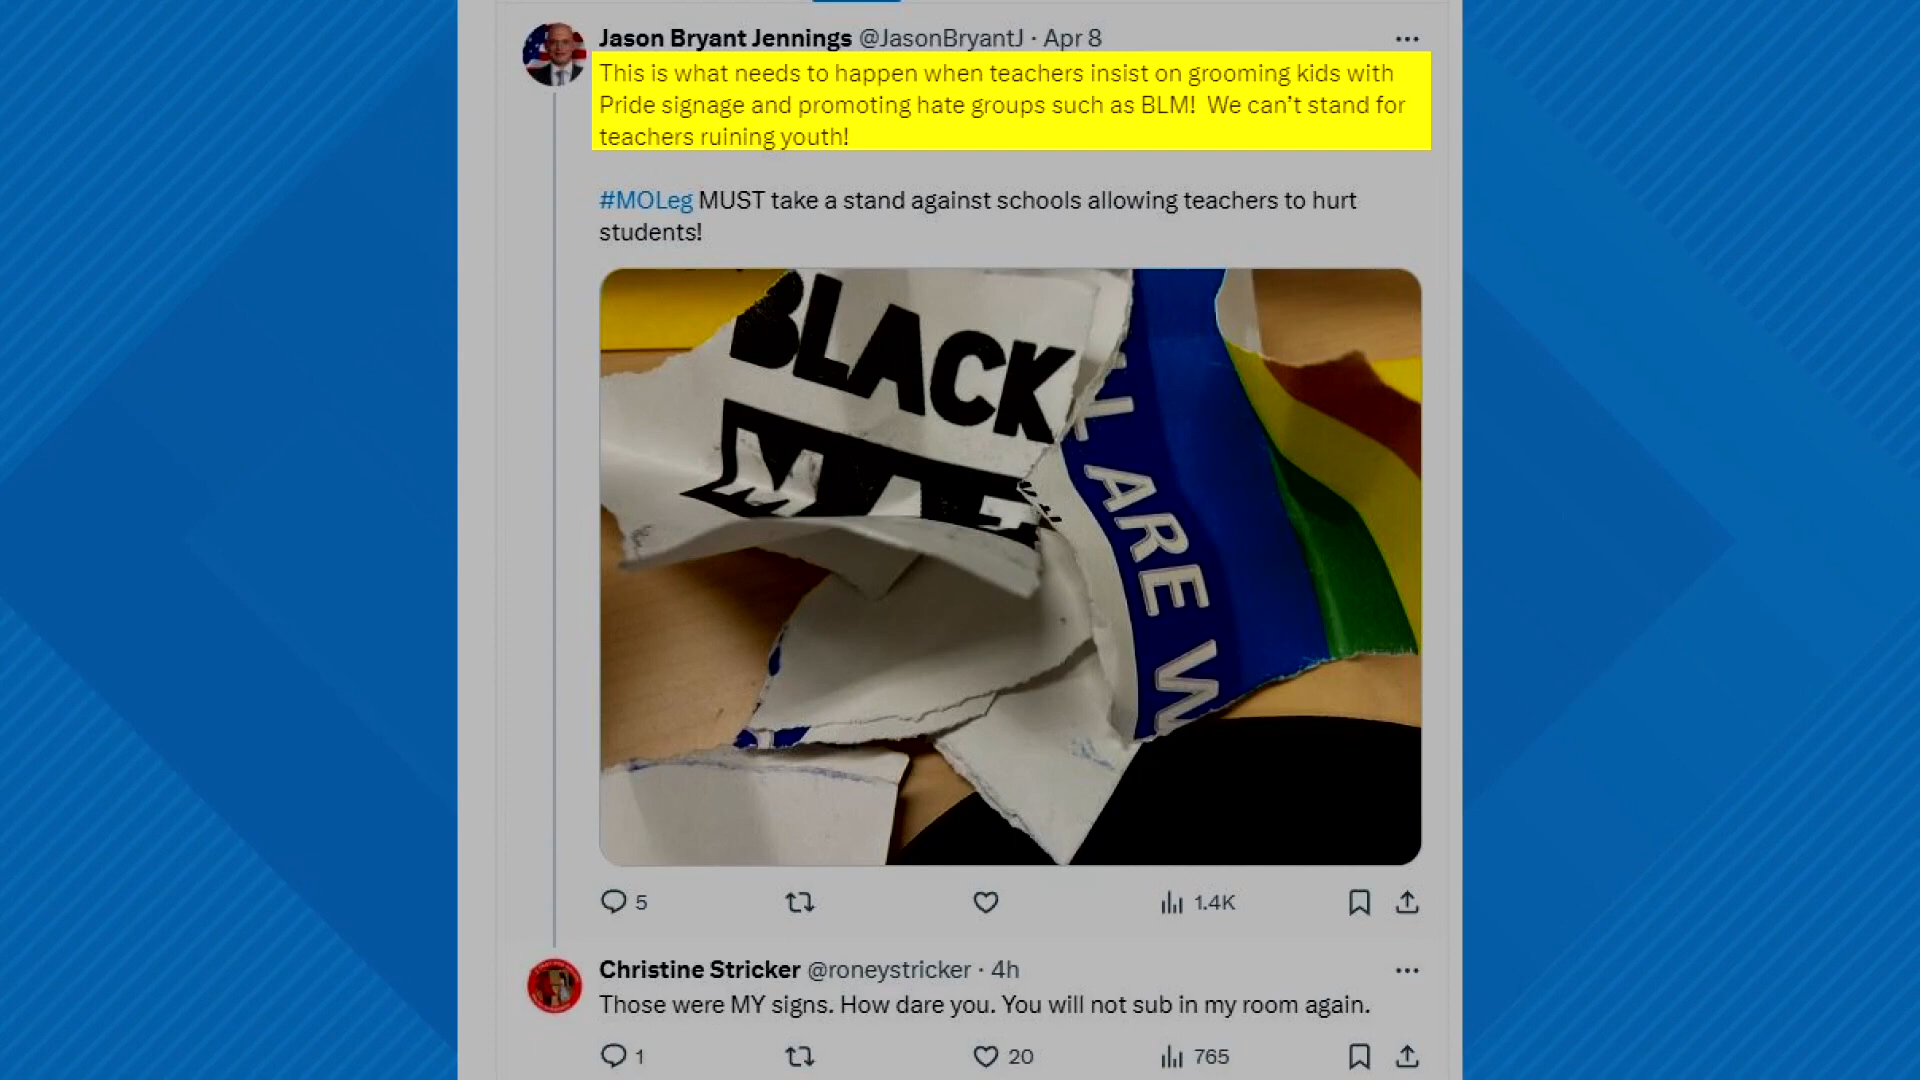 Jason Bryant Jennings @JasonBryantJ · Apr 8
This is what needs to happen when teachers insist on grooming kids with
Pride signage and promoting hate groups such as BLM!  We can't stand for
teachers ruining youth!
#MOLeg MUST take a stand against schools allowing teachers to hurt
students!
BLACK
ARE W
5
1.4K
Christine Stricker @roneystricker · 4h
Those were MY signs. How dare you. You will not sub in my room again.
1
20
765